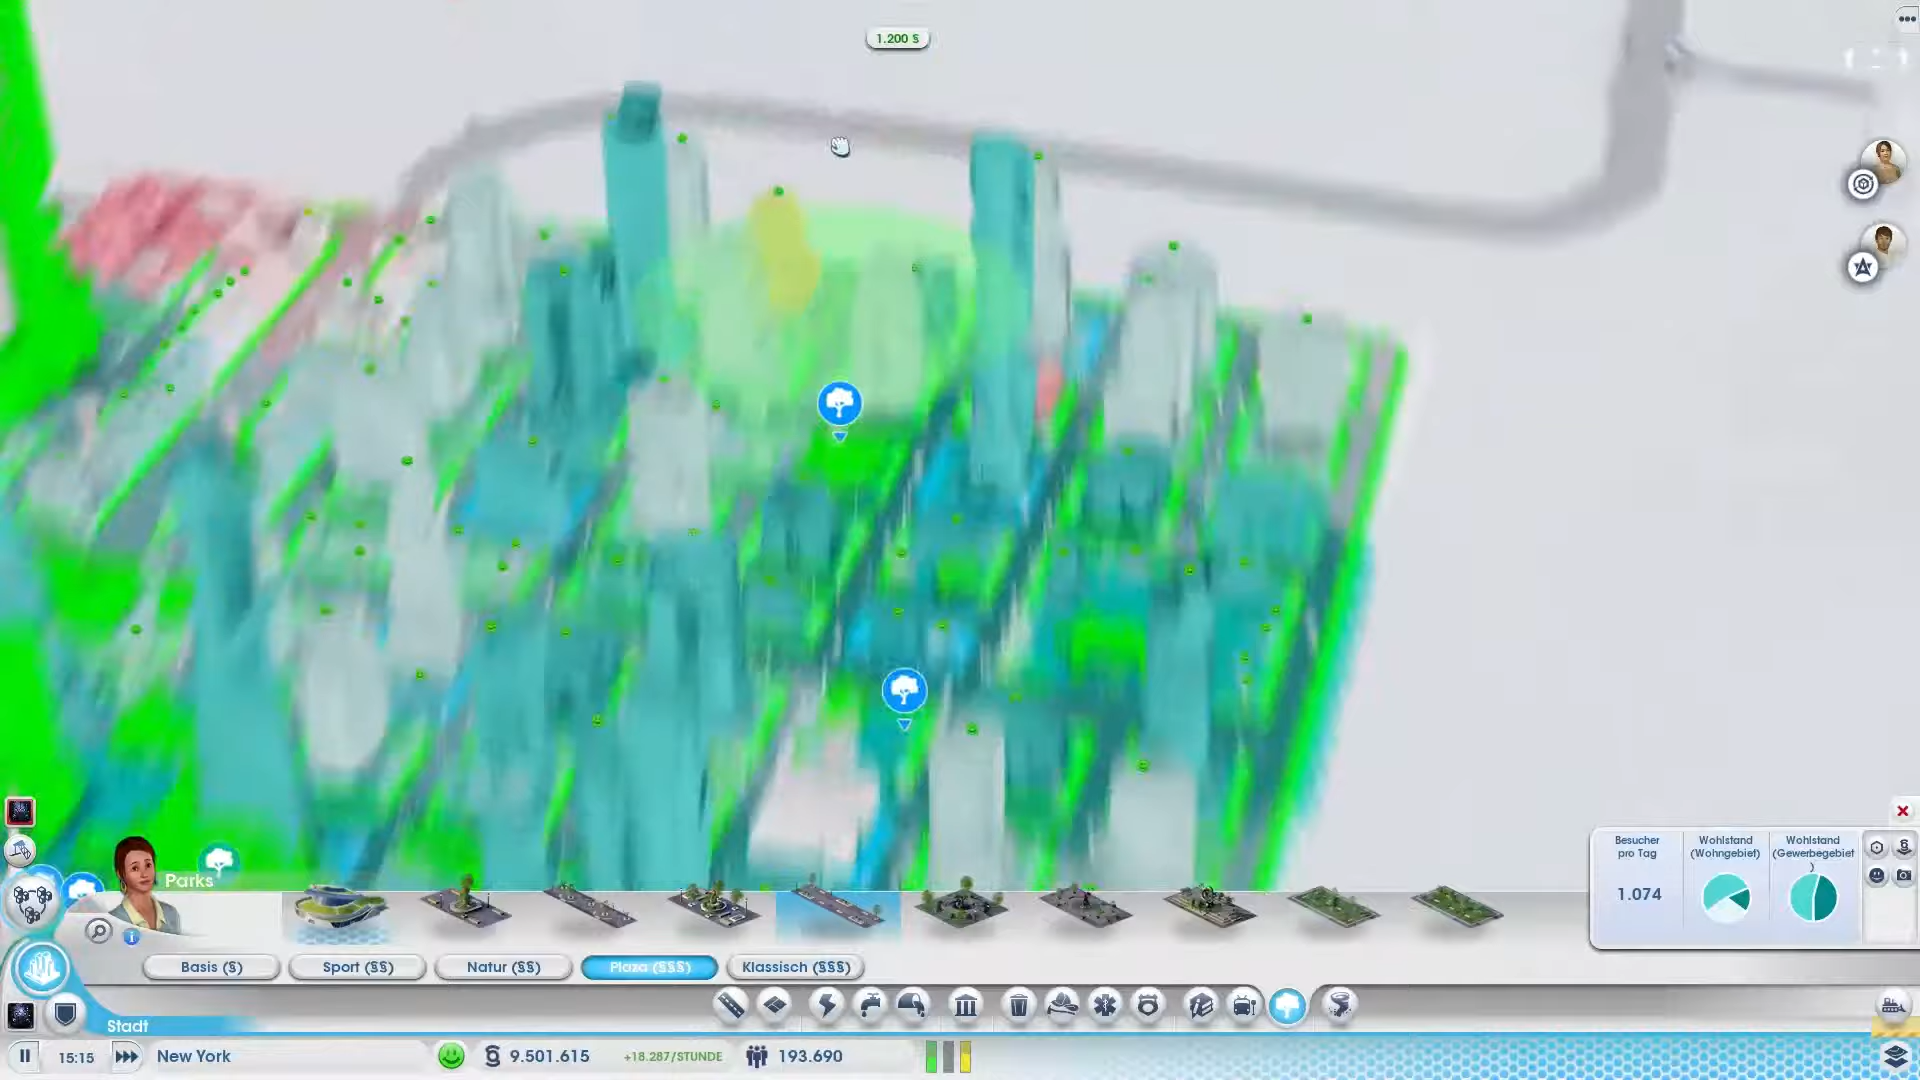 1.200 §
Besucher
pro Tag
Wohlstand
(Wohngebiet)
Wohlstand
(Gewerbegebiet
)
1.074
Parks
Basis (§)
Sport (§§)
Natur (§§)
Plaza (§§§)
Klassisch (§§§)
Stadt
15:15
New York
§ 9.501.615
+18.287/STUNDE
193.690